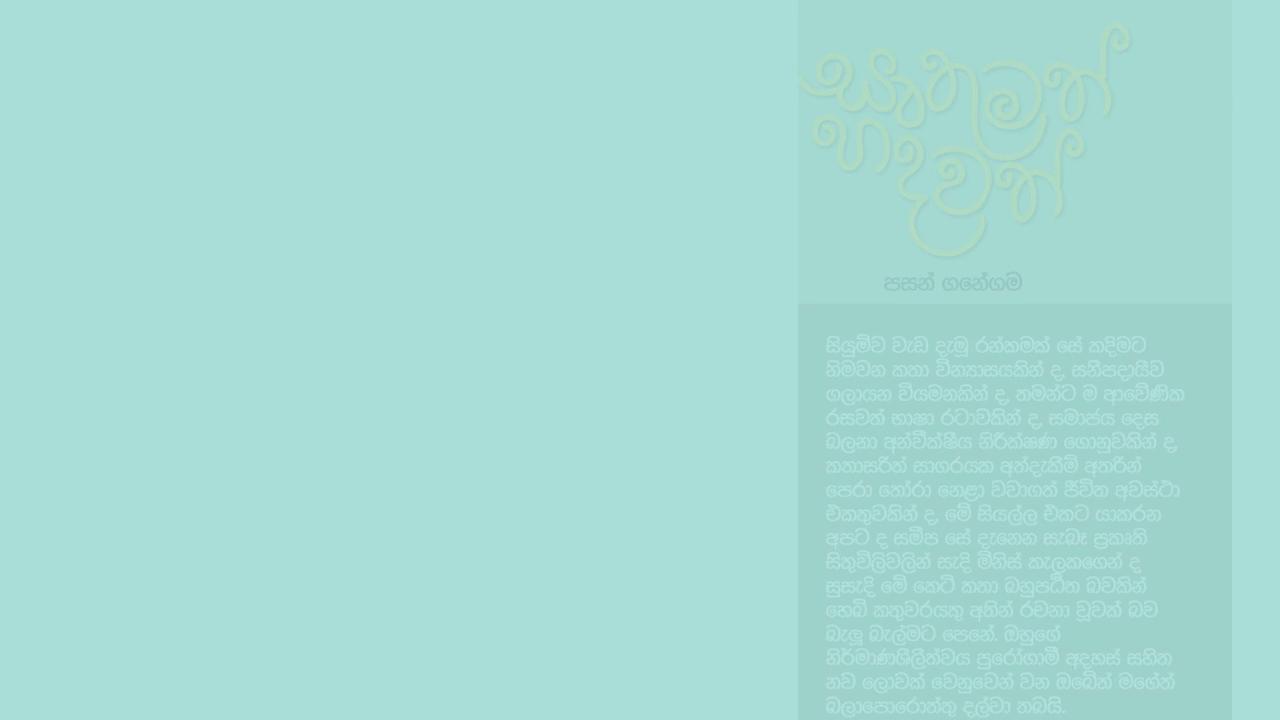 සුතුමත්
හදවත්
පසන් ගනේගම
සියුම්ව වැඩ දැමූ රන්කමක් සේ කදිමට
නිමවන කතා වින්‍යාසයකින් ද, සනීපදායීව
ගලායන වියමනකින් ද, තමන්ට ම ආවේණික
රසවත් භාෂා රටාවකින් ද, සමාජය දෙස
බලනා අන්වීක්ෂීය නිරීක්ෂණ ගොනුවකින් ද,
කතාසරිත් සාගරයක අත්දැකීම් අතරින්
පෙරා තෝරා නෙළා වචාගත් ජීවිත අවස්ථා
එකතුවකින් ද, මේ සියල්ල එකට යාකරන
අපට ද සමීප සේ දැනෙන සැබෑ ප්‍රකෘති
සිතුවිලිවලින් සැදි මිනිස් කැලකගෙන් ද
සුසැදි මේ කෙටි කතා බහුපඨිත බවකින්
හෙබි කතුවරයකු අතින් රචනා වූවක් බව
බැලූ බැල්මට පෙනේ. ඔහුගේ
නිර්මාණශීලීත්වය පුරෝගාමී අදහස් සහිත
නව ලොවක් වෙනුවෙන් වන ඔබේත් මගේත්
බලාපොරොත්තු දල්වා තබයි.